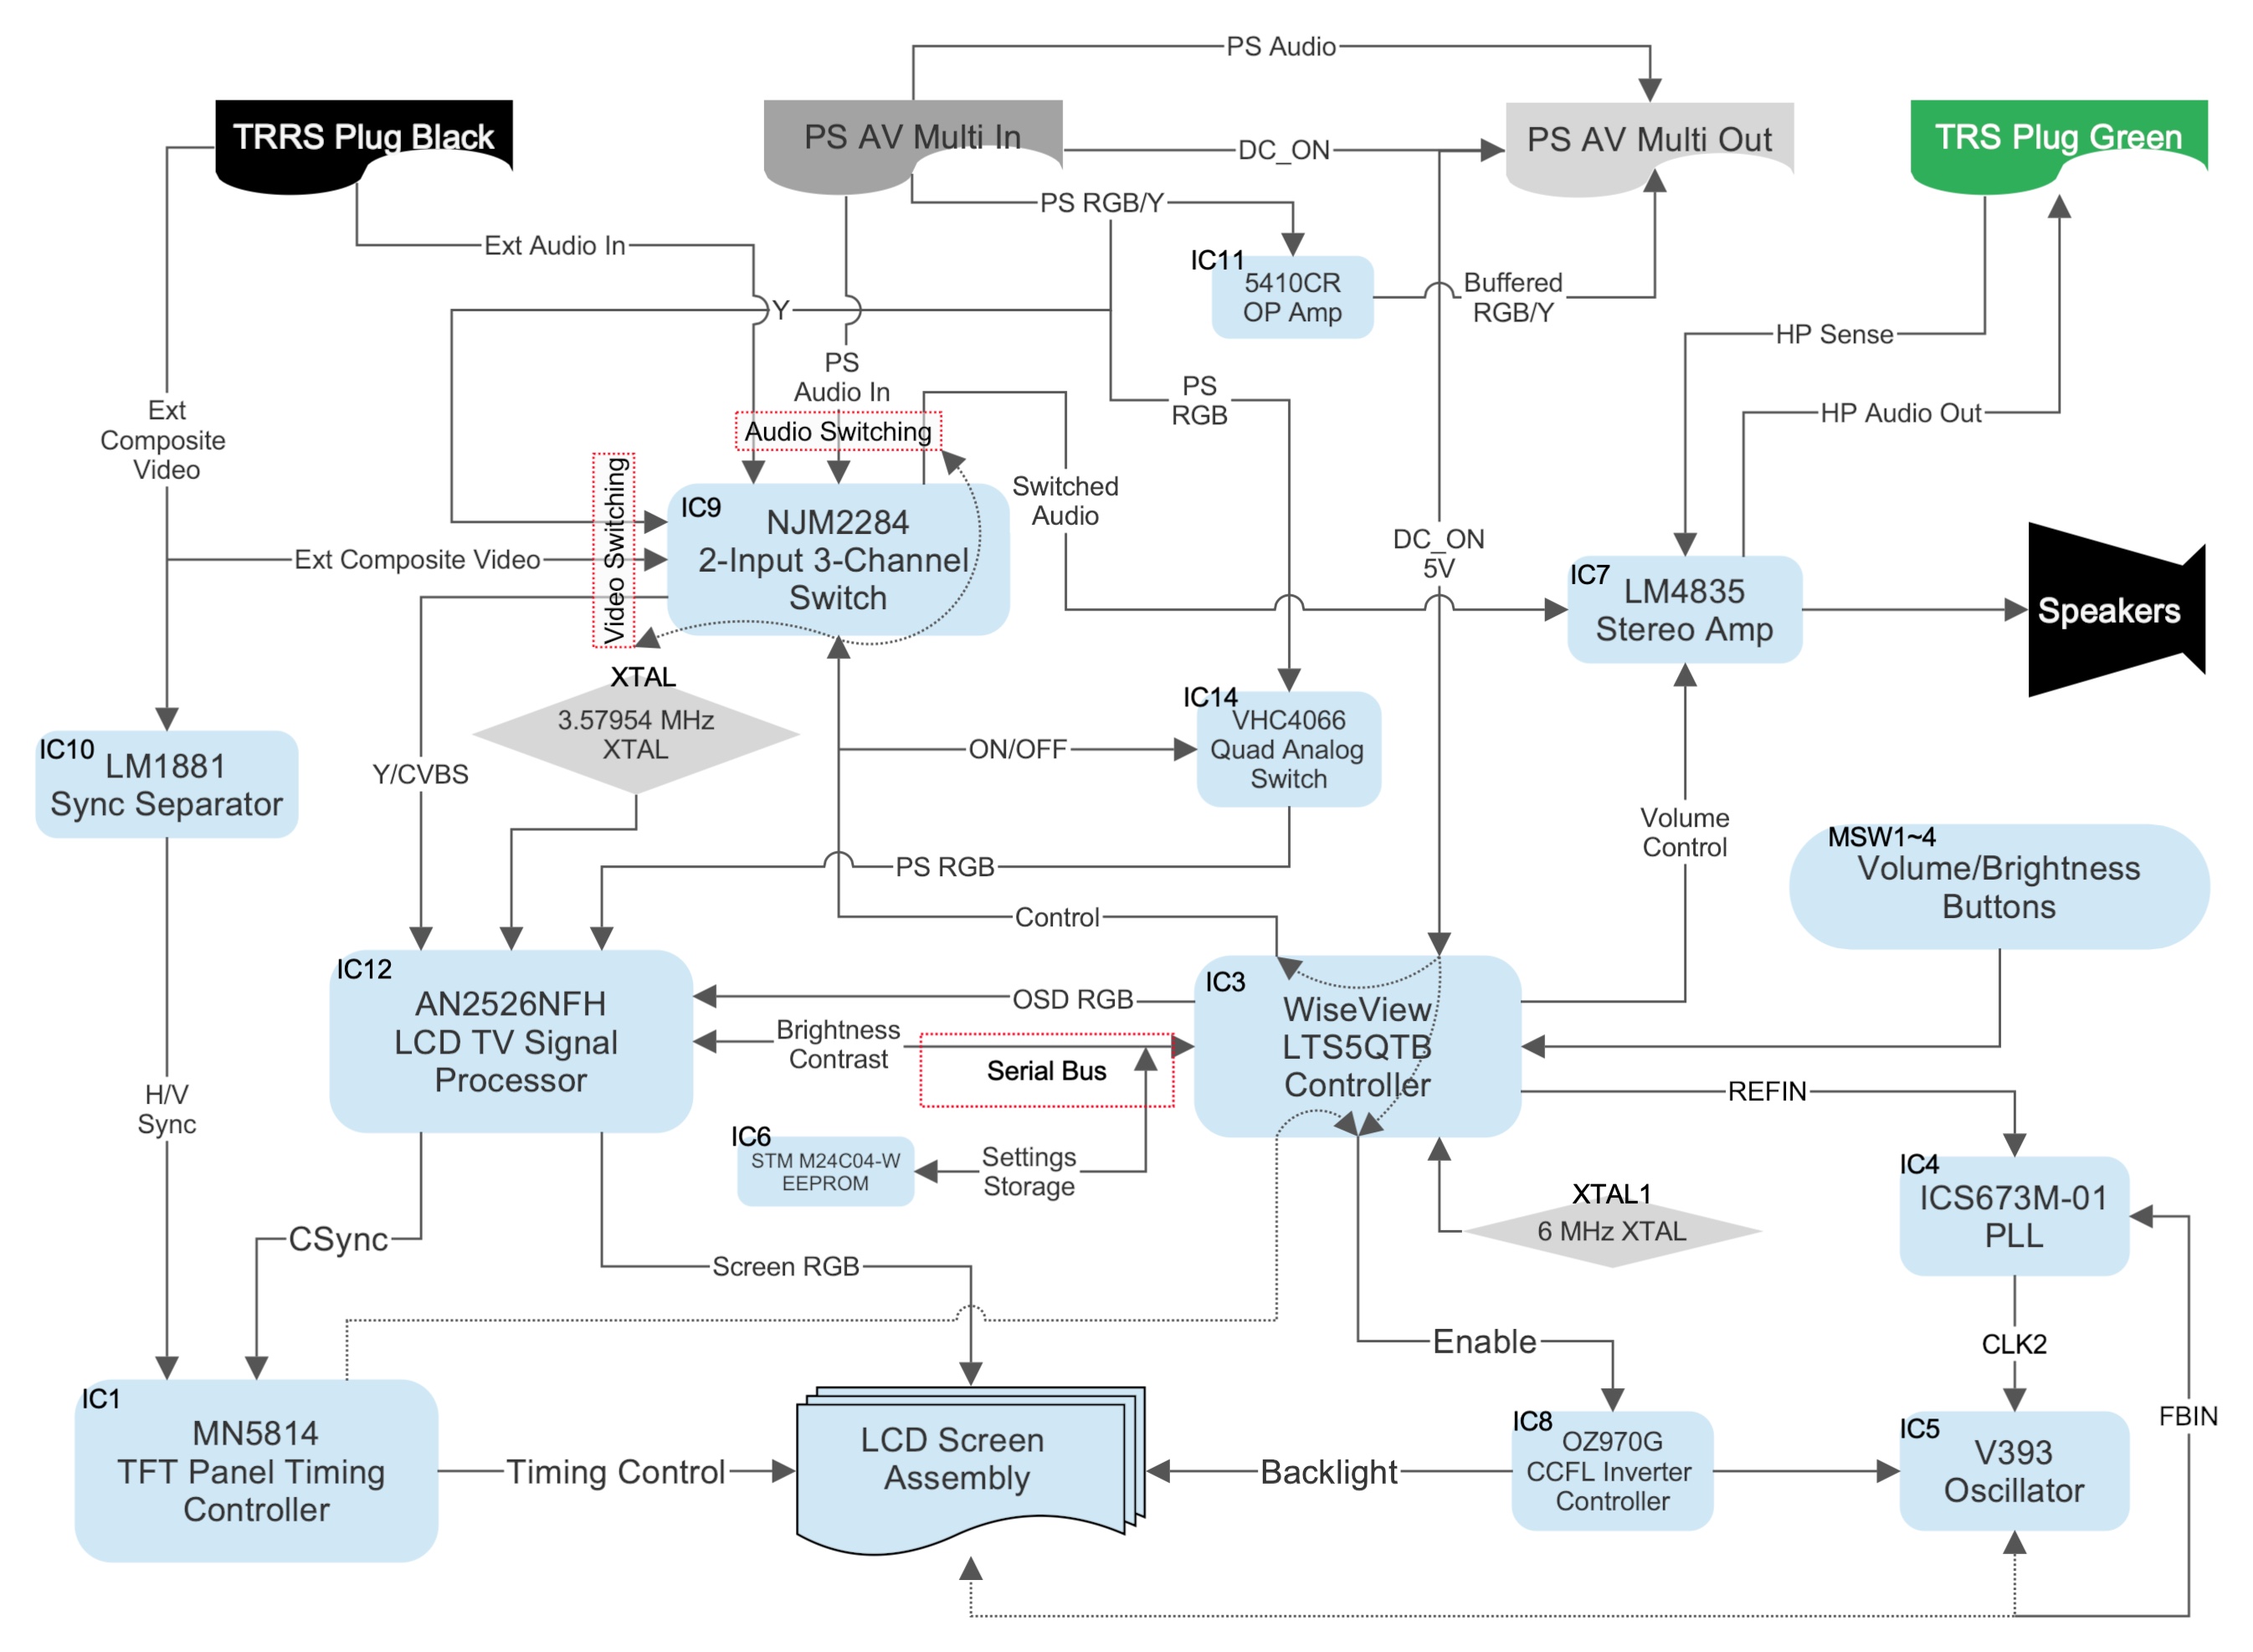 PS Audio
TRRS Plug Black
PS AV Multi In
DC_ON
PS AV Multi Out
TRS Plug Green
PS RGB/Y
Ext Audio In
IC11
5410CR
OP Amp
Buffered
RGB/Y
Y
HP Sense
PS
Audio In
PS
RGB
Ext
Composite
Video
HP Audio Out
Audio Switching
Video Switching
Switched
Audio
IC9
NJM2284
2-Input 3-Channel
Switch
Ext Composite Video
DC_ON
5V
IC7
LM4835
Stereo Amp
Speakers
XTAL
3.57954 MHz
XTAL
IC14
VHC4066
Quad Analog
Switch
ON/OFF
IC10
LM1881
Sync Separator
Y/CVBS
Volume
Control
MSW1~4
Volume/Brightness
Buttons
PS RGB
Control
IC12
AN2526NFH
LCD TV Signal
Processor
OSD RGB
Brightness
Contrast
Serial Bus
IC3
WiseView
LTS5QTB
Controller
REFIN
H/V
Sync
IC6
STM M24C04-W
EEPROM
Settings
Storage
XTAL1
6 MHz XTAL
IC4
ICS673M-01
PLL
CSync
Screen RGB
Enable
CLK2
FBIN
IC1
MN5814
TFT Panel Timing
Controller
Timing Control
LCD Screen
Assembly
Backlight
IC8
OZ970G
CCFL Inverter
Controller
IC5
V393
Oscillator